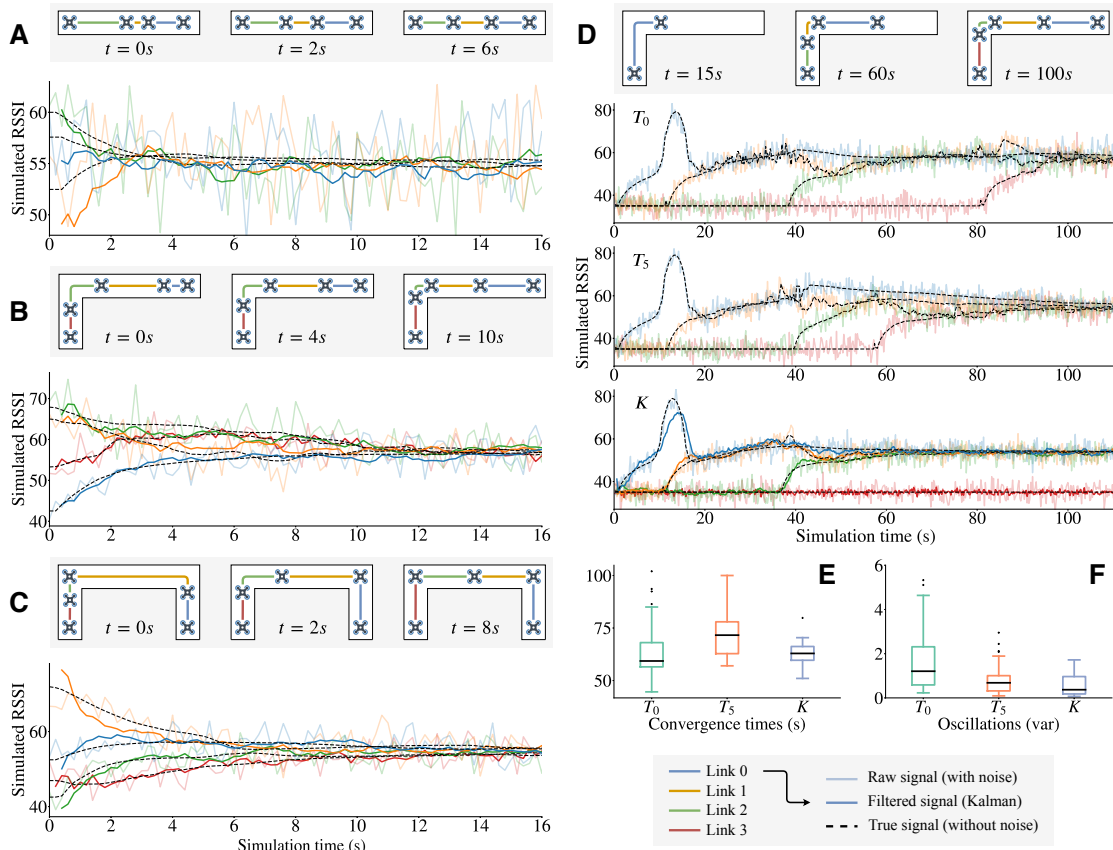 A
t = 0s
t = 2s
t = 6s
Simulated RSSI
60
55
50
0 2 4 6 8 10 12 14 16
B
t = 0s
t = 4s
t = 10s
Simulated RSSI
70
60
50
40
0 2 4 6 8 10 12 14 16
C
t = 0s
t = 2s
t = 8s
Simulated RSSI
60
40
0 2 4 6 8 10 12 14 16
Simulation time (s)
D
t = 15s
t = 60s
t = 100s
T0
80
60
40
0 20 40 60 80 100
Simulated RSSI
T5
80
60
40
0 20 40 60 80 100
K
80
60
40
0 20 40 60 80 100
Simulation time (s)
E
100
75
50
T0 T5 K
Convergence times (s)
F
6
4
2
0
T0 T5 K
Oscillations (var)
Link 0
Link 1
Link 2
Link 3
Raw signal (with noise)
Filtered signal (Kalman)
True signal (without noise)